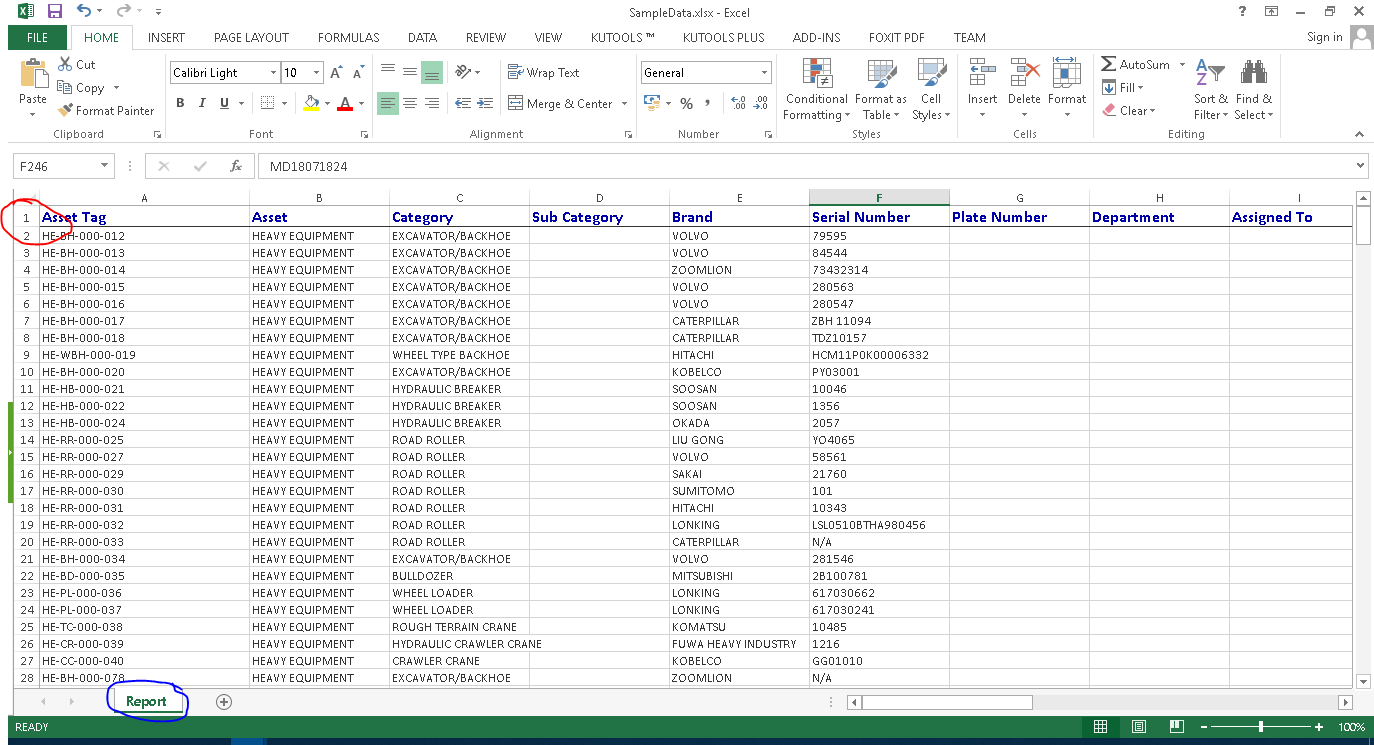 SampleData.xlsx - Excel
FILE HOME INSERT PAGE LAYOUT FORMULAS DATA REVIEW VIEW KUTOOLS ™ KUTOOLS PLUS ADD-INS FOXIT PDF TEAM Sign in
Cut
Copy
Format Painter
Paste
Clipboard
Calibri Light 10
B I U
Font
Wrap Text
Merge & Center
Alignment
General
% ,
Number
Conditional Formatting
Format as Table
Cell Styles
Styles
Insert Delete Format
Cells
AutoSum
Fill
Clear
Sort & Filter
Find & Select
Editing
F246 fx MD18071824
A B C D E F G H I
1 Asset Tag Asset Category Sub Category Brand Serial Number Plate Number Department Assigned To
2 HE-BH-000-012 HEAVY EQUIPMENT EXCAVATOR/BACKHOE VOLVO 79595
3 HE-BH-000-013 HEAVY EQUIPMENT EXCAVATOR/BACKHOE VOLVO 84544
4 HE-BH-000-014 HEAVY EQUIPMENT EXCAVATOR/BACKHOE ZOOMLION 73432314
5 HE-BH-000-015 HEAVY EQUIPMENT EXCAVATOR/BACKHOE VOLVO 280563
6 HE-BH-000-016 HEAVY EQUIPMENT EXCAVATOR/BACKHOE VOLVO 280547
7 HE-BH-000-017 HEAVY EQUIPMENT EXCAVATOR/BACKHOE CATERPILLAR ZBH 11094
8 HE-BH-000-018 HEAVY EQUIPMENT EXCAVATOR/BACKHOE CATERPILLAR TDZ10157
9 HE-WBH-000-019 HEAVY EQUIPMENT WHEEL TYPE BACKHOE HITACHI HCM11P0K00006332
10 HE-BH-000-020 HEAVY EQUIPMENT EXCAVATOR/BACKHOE KOBELCO PY03001
11 HE-HB-000-021 HEAVY EQUIPMENT HYDRAULIC BREAKER SOOSAN 10046
12 HE-HB-000-022 HEAVY EQUIPMENT HYDRAULIC BREAKER SOOSAN 1356
13 HE-HB-000-024 HEAVY EQUIPMENT HYDRAULIC BREAKER OKADA 2057
14 HE-RR-000-025 HEAVY EQUIPMENT ROAD ROLLER LIU GONG YO4065
15 HE-RR-000-027 HEAVY EQUIPMENT ROAD ROLLER VOLVO 58561
16 HE-RR-000-029 HEAVY EQUIPMENT ROAD ROLLER SAKAI 21760
17 HE-RR-000-030 HEAVY EQUIPMENT ROAD ROLLER SUMITOMO 101
18 HE-RR-000-031 HEAVY EQUIPMENT ROAD ROLLER HITACHI 10343
19 HE-RR-000-032 HEAVY EQUIPMENT ROAD ROLLER LONKING LSL0510BTHA980456
20 HE-RR-000-033 HEAVY EQUIPMENT ROAD ROLLER CATERPILLAR N/A
21 HE-BH-000-034 HEAVY EQUIPMENT EXCAVATOR/BACKHOE VOLVO 281546
22 HE-BD-000-035 HEAVY EQUIPMENT BULLDOZER MITSUBISHI 2B100781
23 HE-PL-000-036 HEAVY EQUIPMENT WHEEL LOADER LONKING 617030662
24 HE-PL-000-037 HEAVY EQUIPMENT WHEEL LOADER LONKING 617030241
25 HE-TC-000-038 HEAVY EQUIPMENT ROUGH TERRAIN CRANE KOMATSU 10485
26 HE-CR-000-039 HEAVY EQUIPMENT HYDRAULIC CRAWLER CRANE FUWA HEAVY INDUSTRY 1216
27 HE-CC-000-040 HEAVY EQUIPMENT CRAWLER CRANE KOBELCO GG01010
28 HE-BH-000-078 HEAVY EQUIPMENT EXCAVATOR/BACKHOE ZOOMLION N/A
Report
READY 100%